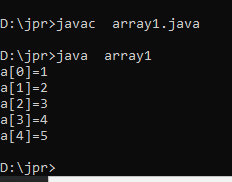 D:\jpr>javac  array1.java
D:\jpr>java  array1
a[0]=1
a[1]=2
a[2]=3
a[3]=4
a[4]=5
D:\jpr>